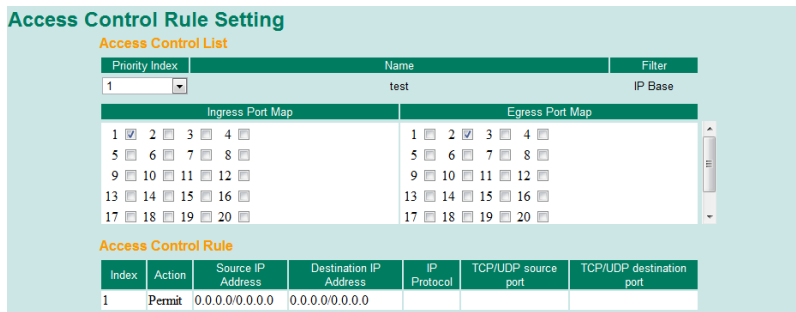 Access Control Rule Setting
Access Control List
Priority Index Name Filter
1 test IP Base
Ingress Port Map Egress Port Map
1 2 3 4 1 2 3 4
5 6 7 8 5 6 7 8
9 10 11 12 9 10 11 12
13 14 15 16 13 14 15 16
17 18 19 20 17 18 19 20
Access Control Rule
Index Action Source IP Address Destination IP Address IP Protocol TCP/UDP source port TCP/UDP destination port
1 Permit 0.0.0.0/0.0.0.0 0.0.0.0/0.0.0.0